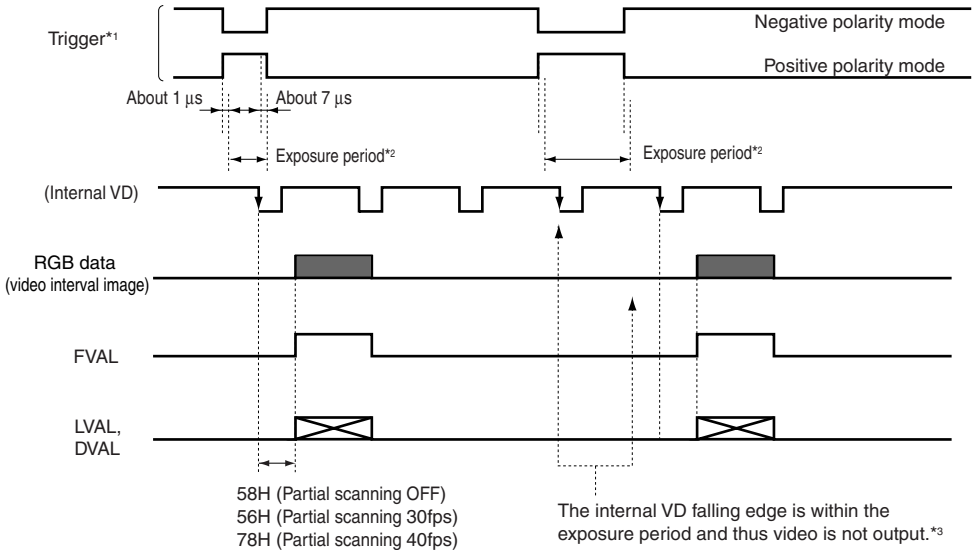 Negative polarity mode
Trigger*1
Positive polarity mode
About 1 μs
About 7 μs
Exposure period*2
Exposure period*2
(Internal VD)
RGB data
(video interval image)
FVAL
LVAL,
DVAL
58H (Partial scanning OFF)
56H (Partial scanning 30fps)
78H (Partial scanning 40fps)
The internal VD falling edge is within the
exposure period and thus video is not output.*3